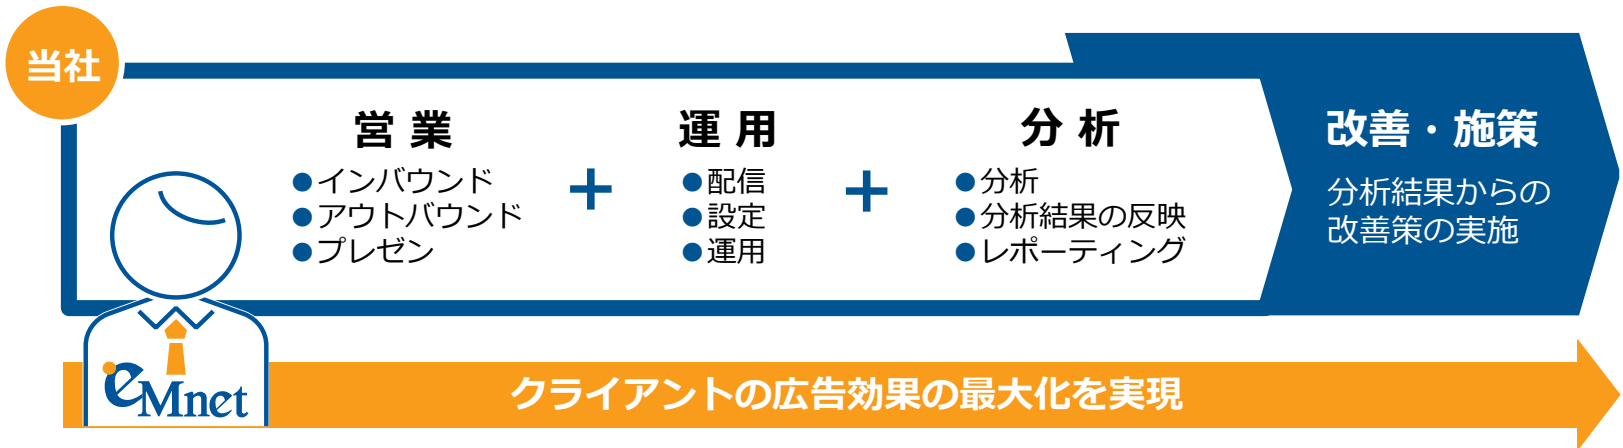 当社
営業
●インバウンド
●アウトバウンド
●プレゼン
+
運用
●配信
●設定
●運用
+
分析
●分析
●分析結果の反映
●レポーティング
改善・施策
分析結果からの
改善策の実施
eMnet
クライアントの広告効果の最大化を実現